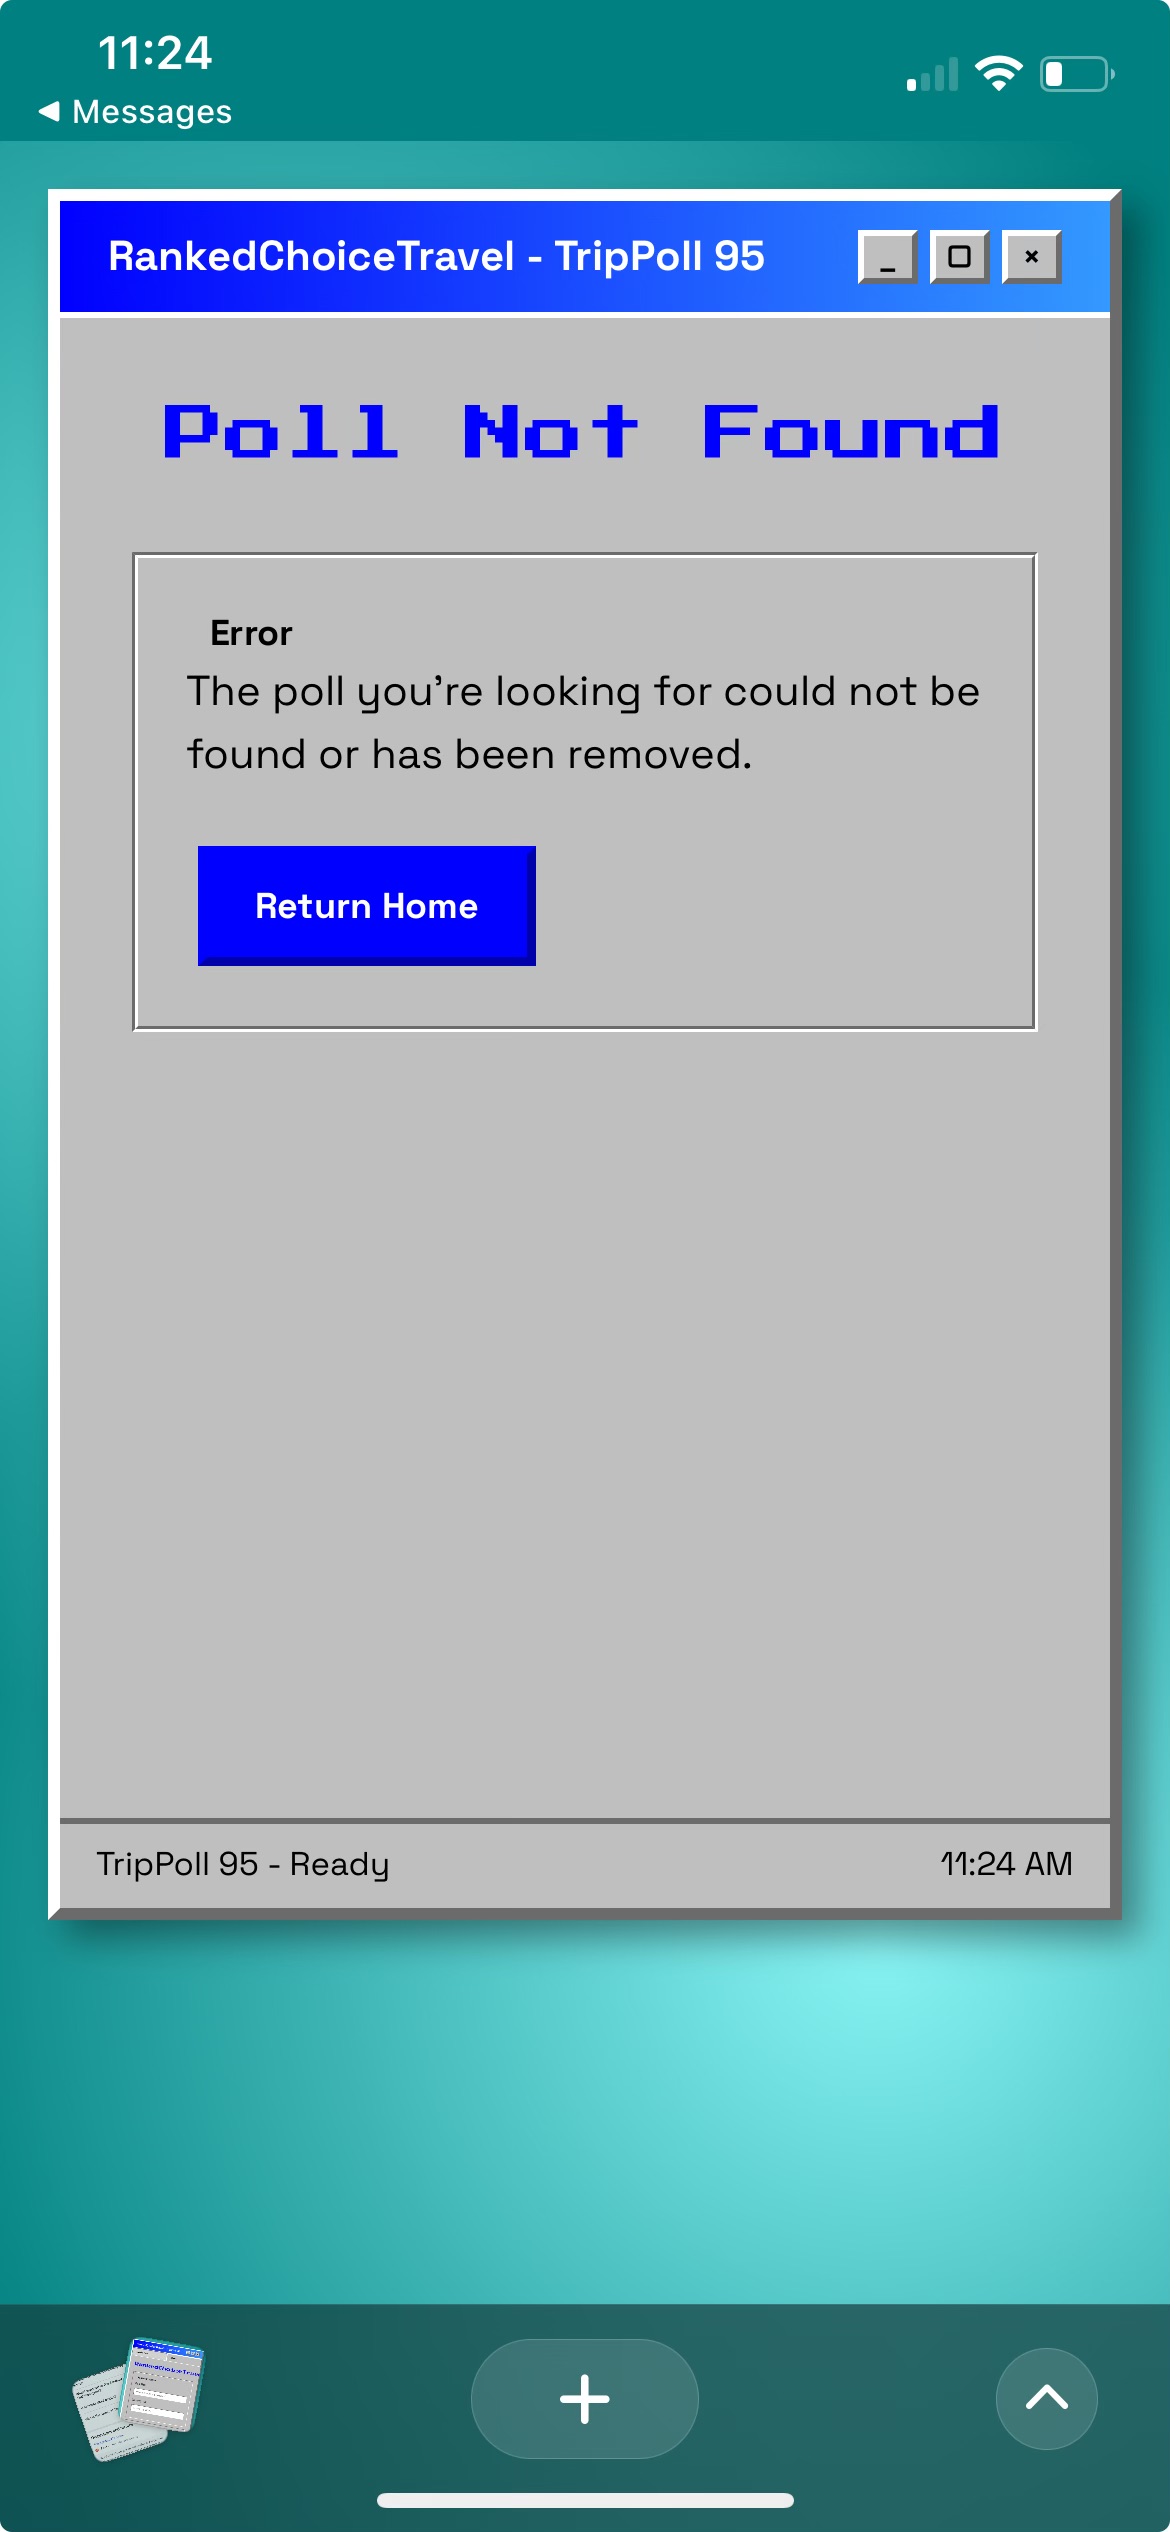 11:24
◀ Messages
RankedChoiceTravel - TripPoll 95
Poll Not Found
Error
The poll you're looking for could not be
found or has been removed.
Return Home
TripPoll 95 - Ready
11:24 AM